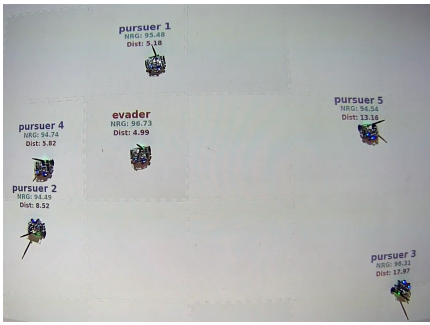 pursuer 1
NRG: 95.48
Dist: 5.18
pursuer 5
NRG: 94.54
Dist: 13.16
evader
NRG: 96.73
Dist: 4.99
pursuer 4
NRG: 94.74
Dist: 5.82
pursuer 2
NRG: 94.49
Dist: 8.52
pursuer 3
NRG: 96.31
Dist: 17.97